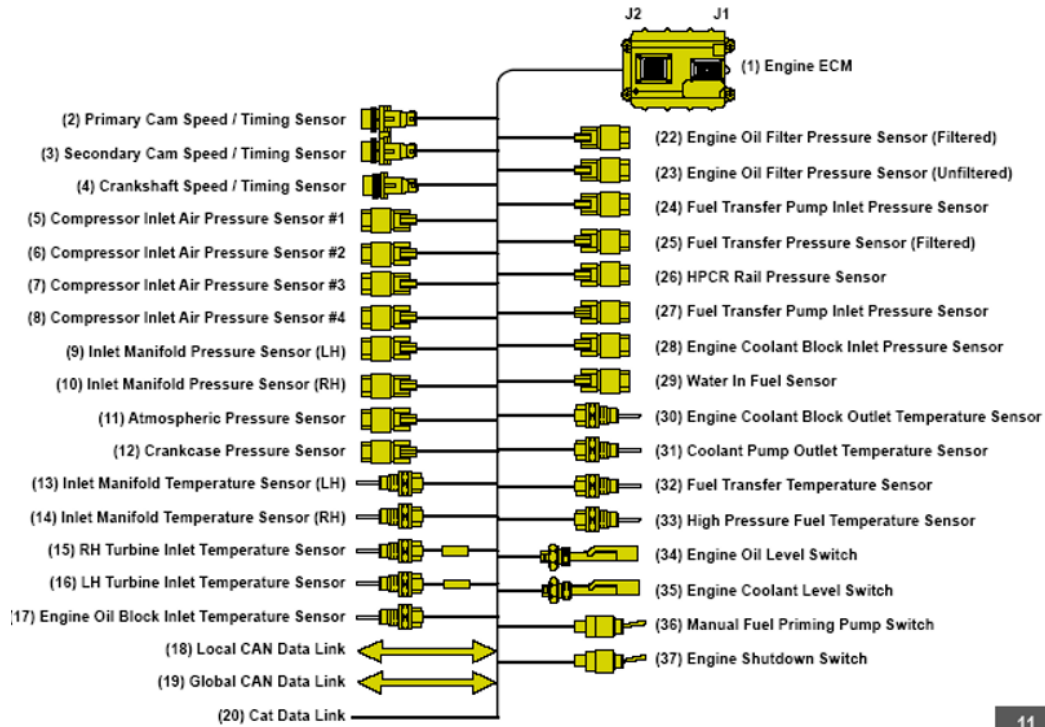 J2 J1
(1) Engine ECM
(2) Primary Cam Speed / Timing Sensor
(3) Secondary Cam Speed / Timing Sensor
(4) Crankshaft Speed / Timing Sensor
(5) Compressor Inlet Air Pressure Sensor #1
(6) Compressor Inlet Air Pressure Sensor #2
(7) Compressor Inlet Air Pressure Sensor #3
(8) Compressor Inlet Air Pressure Sensor #4
(9) Inlet Manifold Pressure Sensor (LH)
(10) Inlet Manifold Pressure Sensor (RH)
(11) Atmospheric Pressure Sensor
(12) Crankcase Pressure Sensor
(13) Inlet Manifold Temperature Sensor (LH)
(14) Inlet Manifold Temperature Sensor (RH)
(15) RH Turbine Inlet Temperature Sensor
(16) LH Turbine Inlet Temperature Sensor
(17) Engine Oil Block Inlet Temperature Sensor
(18) Local CAN Data Link
(19) Global CAN Data Link
(20) Cat Data Link
(22) Engine Oil Filter Pressure Sensor (Filtered)
(23) Engine Oil Filter Pressure Sensor (Unfiltered)
(24) Fuel Transfer Pump Inlet Pressure Sensor
(25) Fuel Transfer Pressure Sensor (Filtered)
(26) HPCR Rail Pressure Sensor
(27) Fuel Transfer Pump Inlet Pressure Sensor
(28) Engine Coolant Block Inlet Pressure Sensor
(29) Water In Fuel Sensor
(30) Engine Coolant Block Outlet Temperature Sensor
(31) Coolant Pump Outlet Temperature Sensor
(32) Fuel Transfer Temperature Sensor
(33) High Pressure Fuel Temperature Sensor
(34) Engine Oil Level Switch
(35) Engine Coolant Level Switch
(36) Manual Fuel Priming Pump Switch
(37) Engine Shutdown Switch
11